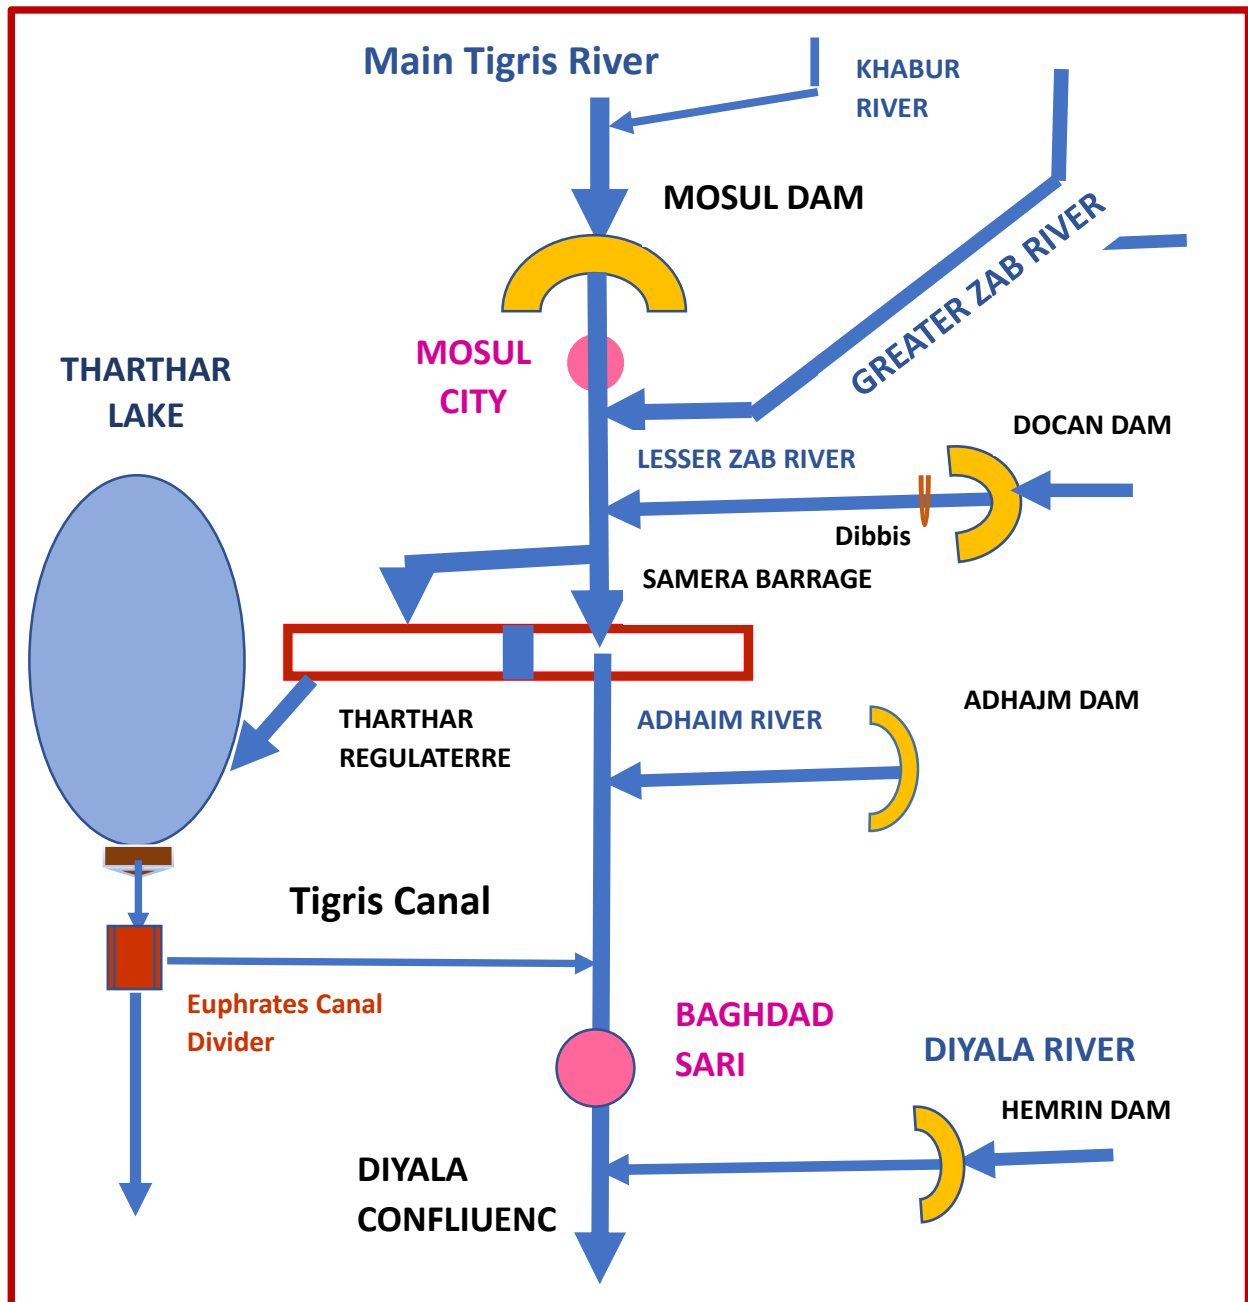 Main Tigris River
KHABUR
RIVER
MOSUL DAM
GREATER ZAB RIVER
MOSUL
CITY
THARTHAR
LAKE
DOCAN DAM
LESSER ZAB RIVER
Dibbis
SAMERA BARRAGE
ADHAJM DAM
THARTHAR
REGULATERRE
ADHAIM RIVER
Tigris Canal
Euphrates Canal
Divider
BAGHDAD
SARI
DIYALA RIVER
HEMRIN DAM
DIYALA
CONFLIUENC